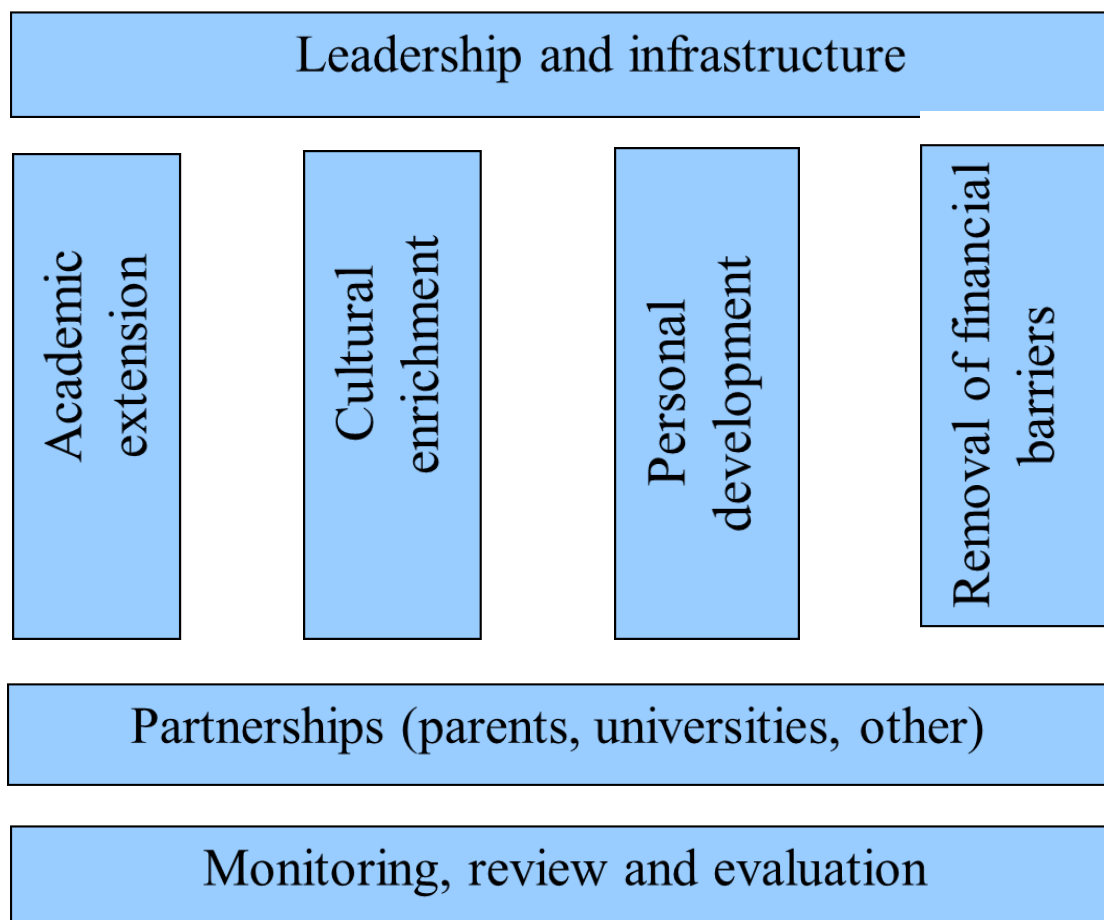 Leadership and infrastructure
Academic
extension
Cultural
enrichment
Personal
development
Removal of financial
barriers
Partnerships (parents, universities, other)
Monitoring, review and evaluation